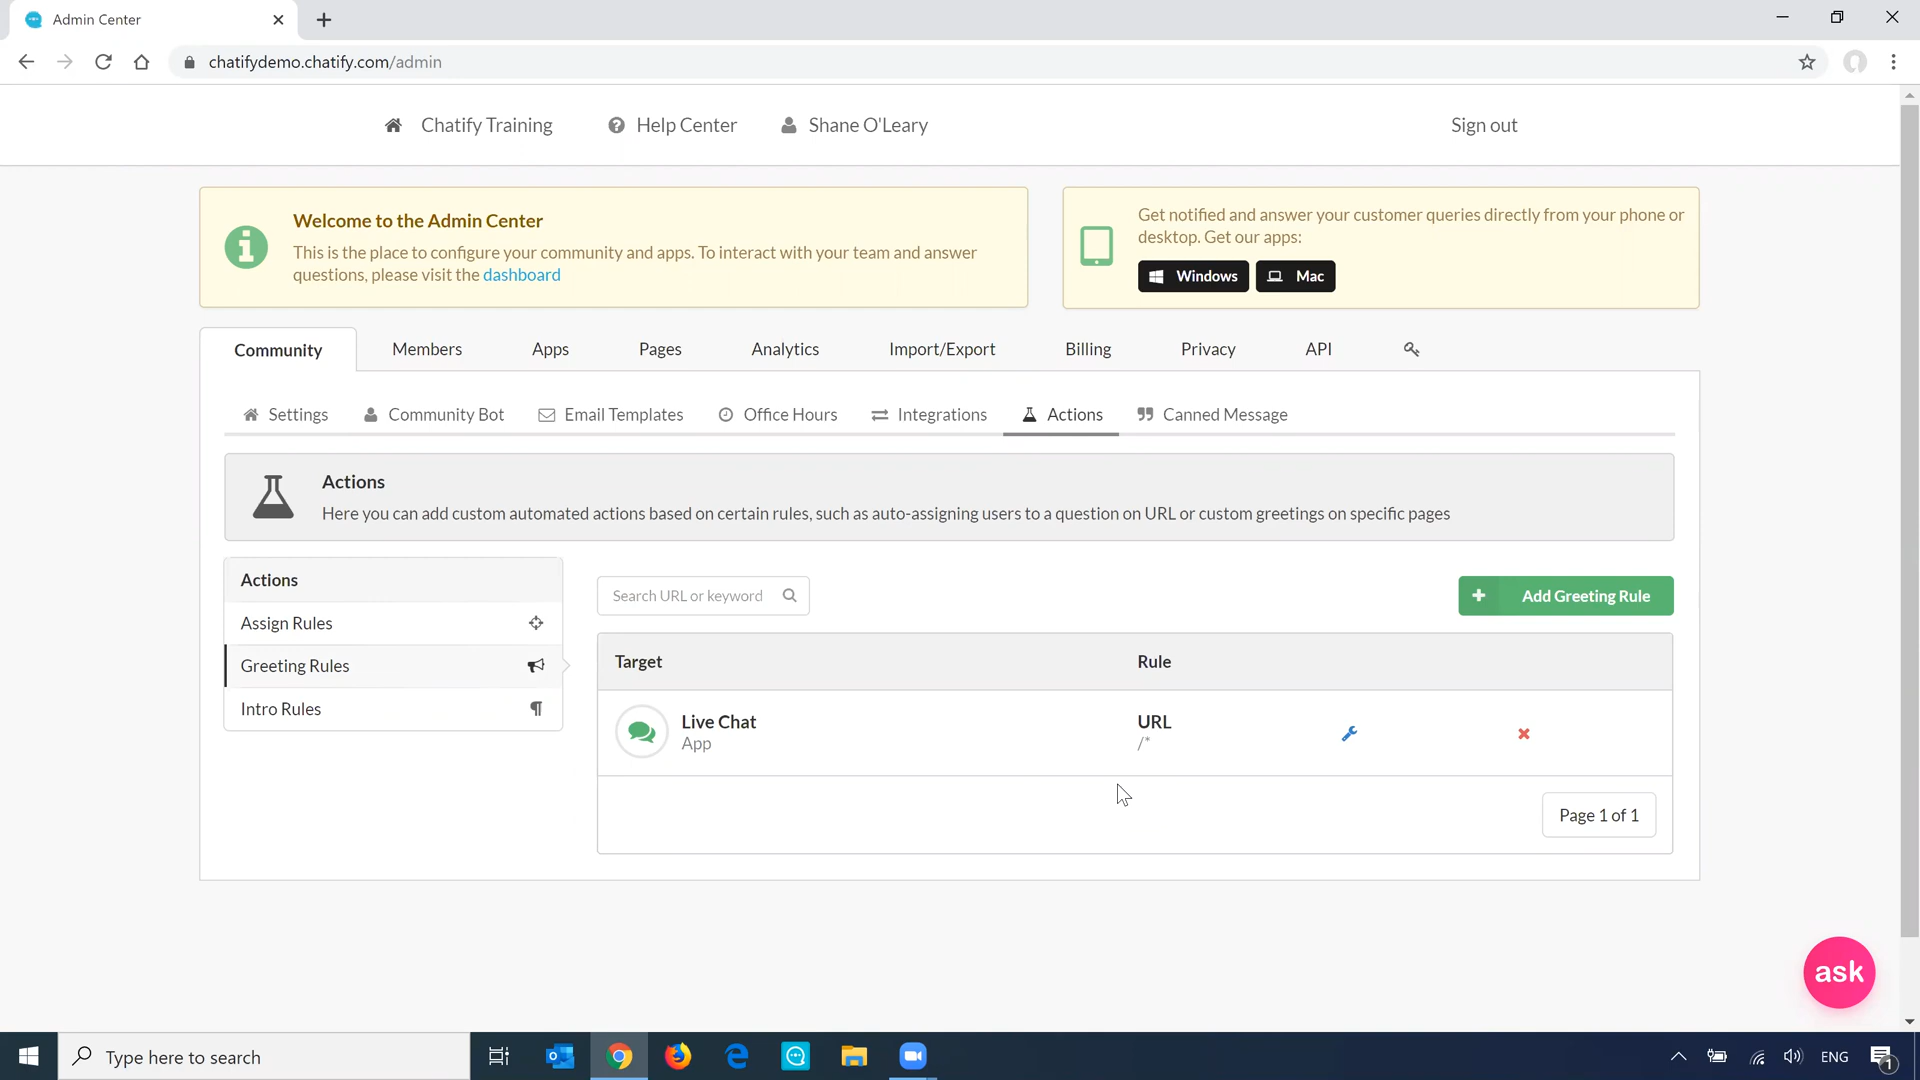 Admin Center
chatifydemo.chatify.com/admin
Chatify Training
Help Center
Shane O'Leary
Sign out
Welcome to the Admin Center
This is the place to configure your community and apps. To interact with your team and answer
questions, please visit the dashboard
Get notified and answer your customer queries directly from your phone or
desktop. Get our apps:
Windows
Mac
Community
Members
Apps
Pages
Analytics
Import/Export
Billing
Privacy
API
Settings
Community Bot
Email Templates
Office Hours
Integrations
Actions
Canned Message
Actions
Here you can add custom automated actions based on certain rules, such as auto-assigning users to a question on URL or custom greetings on specific pages
Actions
Assign Rules
Greeting Rules
Intro Rules
Search URL or keyword
+ Add Greeting Rule
Target
Rule
Live Chat
App
URL
/*
Page 1 of 1
ask
Type here to search
ENG
1